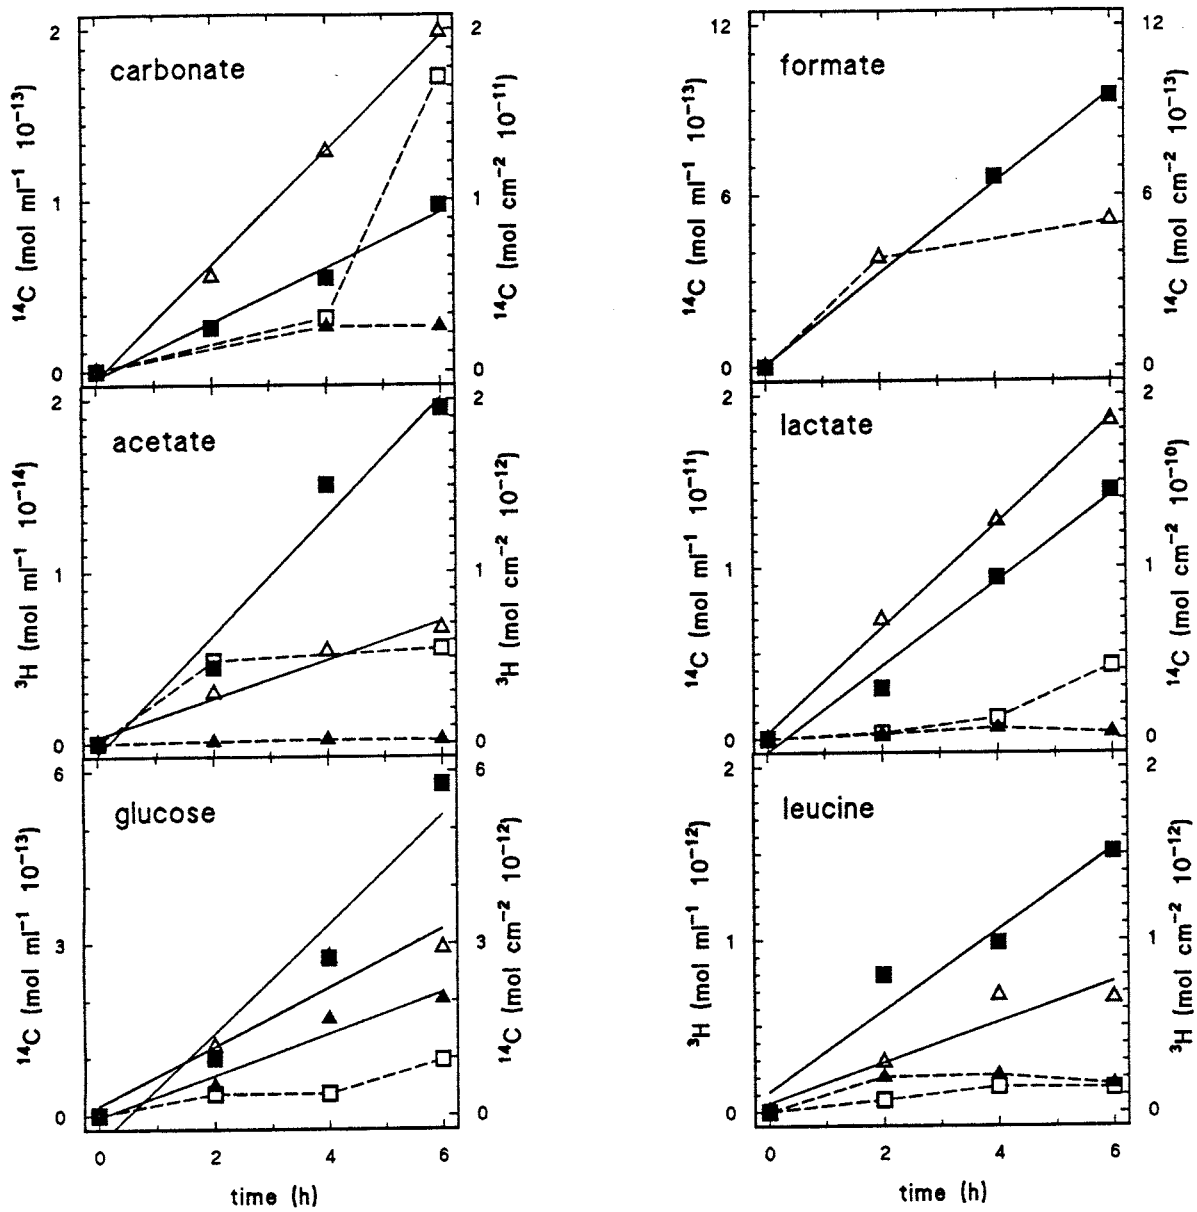 carbonate
¹⁴C (mol ml⁻¹ 10⁻¹³)
2
1
0
¹⁴C (mol cm⁻² 10⁻¹¹)
2
1
0
acetate
³H (mol ml⁻¹ 10⁻¹⁴)
2
1
0
³H (mol cm⁻² 10⁻¹²)
2
1
0
glucose
¹⁴C (mol ml⁻¹ 10⁻¹³)
6
3
0
¹⁴C (mol cm⁻² 10⁻¹²)
6
3
0
0 2 4 6
time (h)
formate
¹⁴C (mol ml⁻¹ 10⁻¹³)
12
6
0
¹⁴C (mol cm⁻² 10⁻¹³)
12
6
0
lactate
¹⁴C (mol ml⁻¹ 10⁻¹¹)
2
1
0
¹⁴C (mol cm⁻² 10⁻¹⁰)
2
1
0
leucine
³H (mol ml⁻¹ 10⁻¹²)
2
1
0
³H (mol cm⁻² 10⁻¹²)
2
1
0
0 2 4 6
time (h)